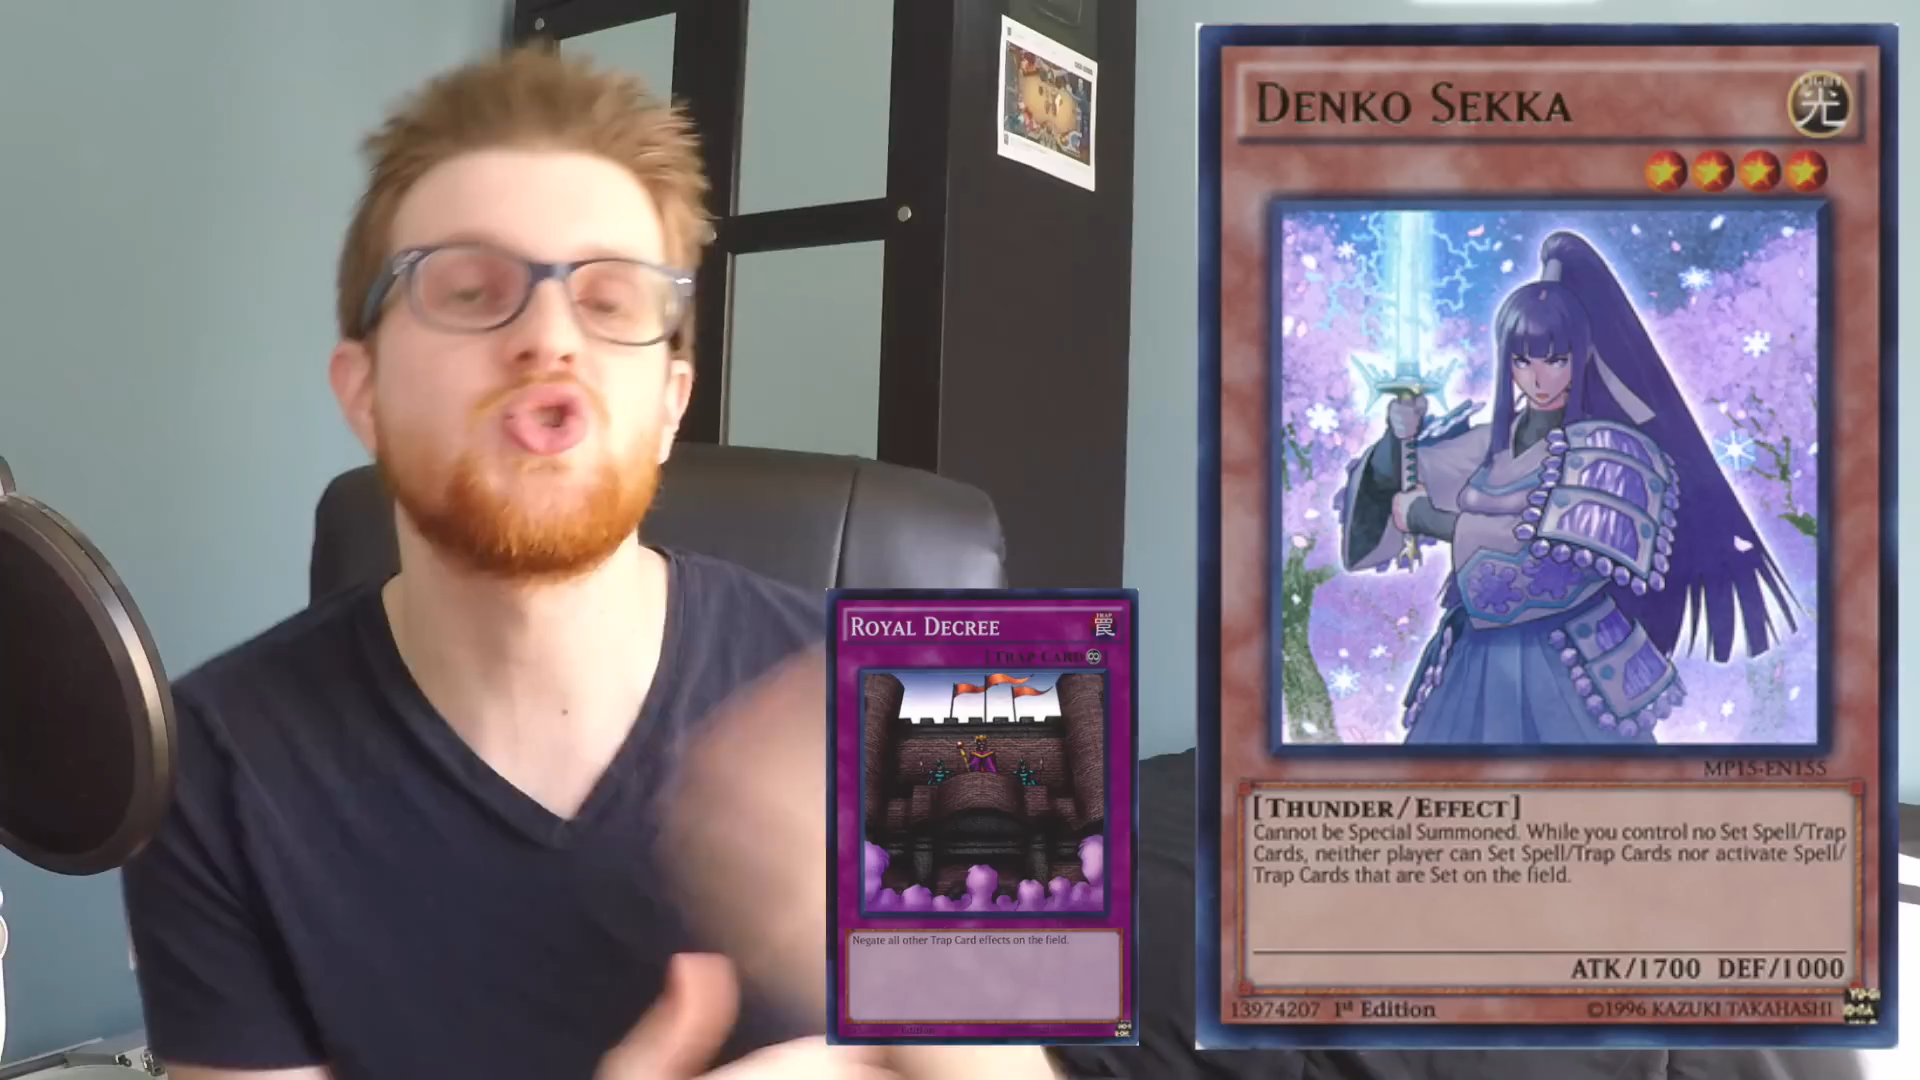 DENKO SEKKA
光
MP15-EN155
[THUNDER/EFFECT]
Cannot be Special Summoned. While you control no Set Spell/Trap
Cards, neither player can Set Spell/Trap Cards nor activate Spell/
Trap Cards that are Set on the field.
ATK/1700 DEF/1000
13974207 1st Edition
©1996 KAZUKI TAKAHASHI
ROYAL DECREE
TRAP
罠
[TRAP CARD]
Negate all other Trap Card effects on the field.